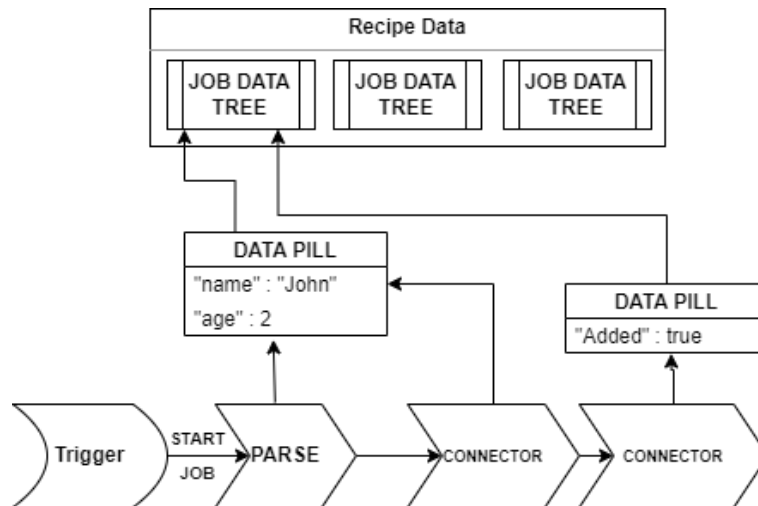 Recipe Data
JOB DATA
TREE
JOB DATA
TREE
JOB DATA
TREE
DATA PILL
"name" : "John"
"age" : 2
DATA PILL
"Added" : true
Trigger
START
JOB
PARSE
CONNECTOR
CONNECTOR